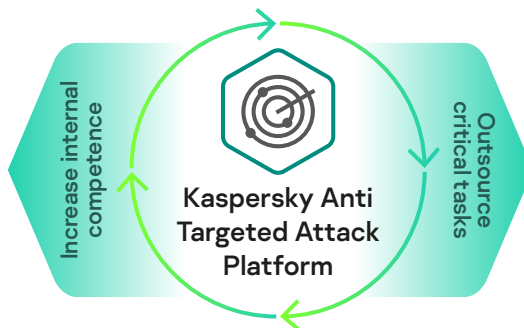 Increase internal
competence
Kaspersky Anti
Targeted Attack
Platform
Outsource
critical tasks